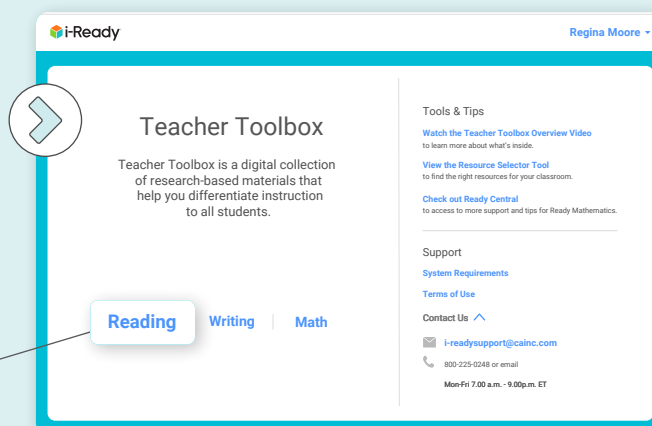 i-Ready
Regina Moore
Teacher Toolbox
Teacher Toolbox is a digital collection
of research-based materials that
help you differentiate instruction
to all students.
Reading
Writing
Math
Tools & Tips
Watch the Teacher Toolbox Overview Video
to learn more about what's inside.
View the Resource Selector Tool
to find the right resources for your classroom.
Check out Ready Central
to access to more support and tips for Ready Mathematics.
Support
System Requirements
Terms of Use
Contact Us
i-readysupport@cainc.com
800-225-0248 or email
Mon-Fri 7.00 a.m. - 9.00p.m. ET